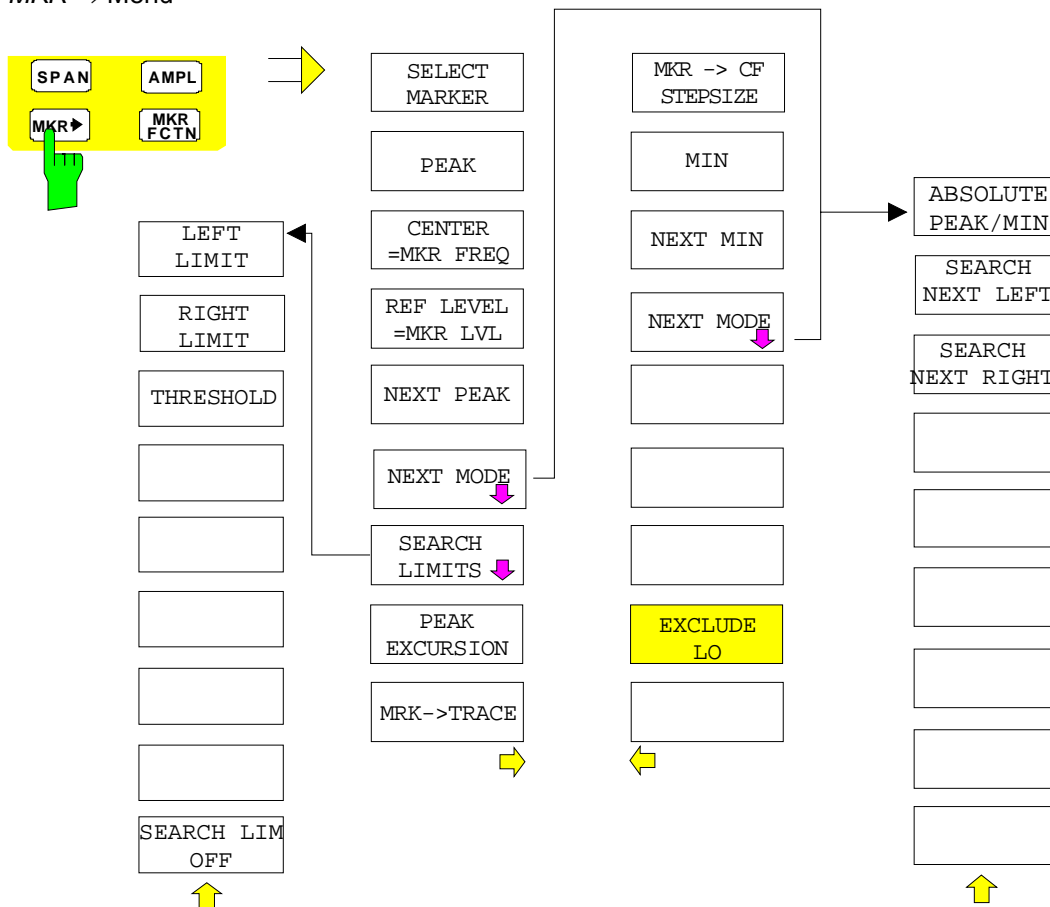 MKR → Menu
SPAN
AMPL
MKR
MKR
FCTN
SELECT
MARKER
PEAK
CENTER
=MKR FREQ
REF LEVEL
=MKR LVL
NEXT PEAK
NEXT MODE
SEARCH
LIMITS
PEAK
EXCURSION
MRK->TRACE
MKR -> CF
STEPSIZE
MIN
NEXT MIN
NEXT MODE
EXCLUDE
LO
LEFT
LIMIT
RIGHT
LIMIT
THRESHOLD
SEARCH LIM
OFF
ABSOLUTE
PEAK/MIN
SEARCH
NEXT LEFT
SEARCH
NEXT RIGHT